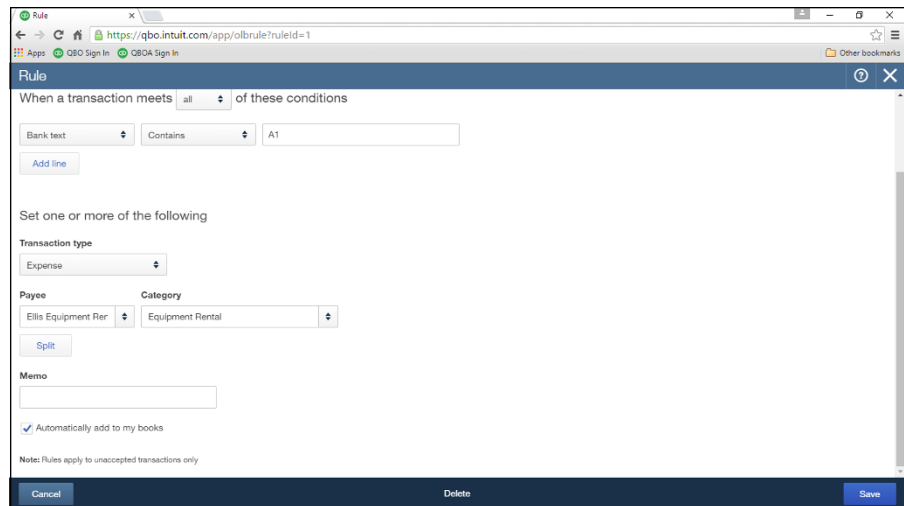 Rule
https://qbo.intuit.com/app/olbrule?ruleId=1
Apps QBO Sign In QBOA Sign In Other bookmarks
Rule
When a transaction meets all of these conditions
Bank text Contains A1
Add line
Set one or more of the following
Transaction type
Expense
Payee Category
Ellis Equipment Rer Equipment Rental
Split
Memo
Automatically add to my books
Note: Rules apply to unaccepted transactions only
Cancel Delete Save